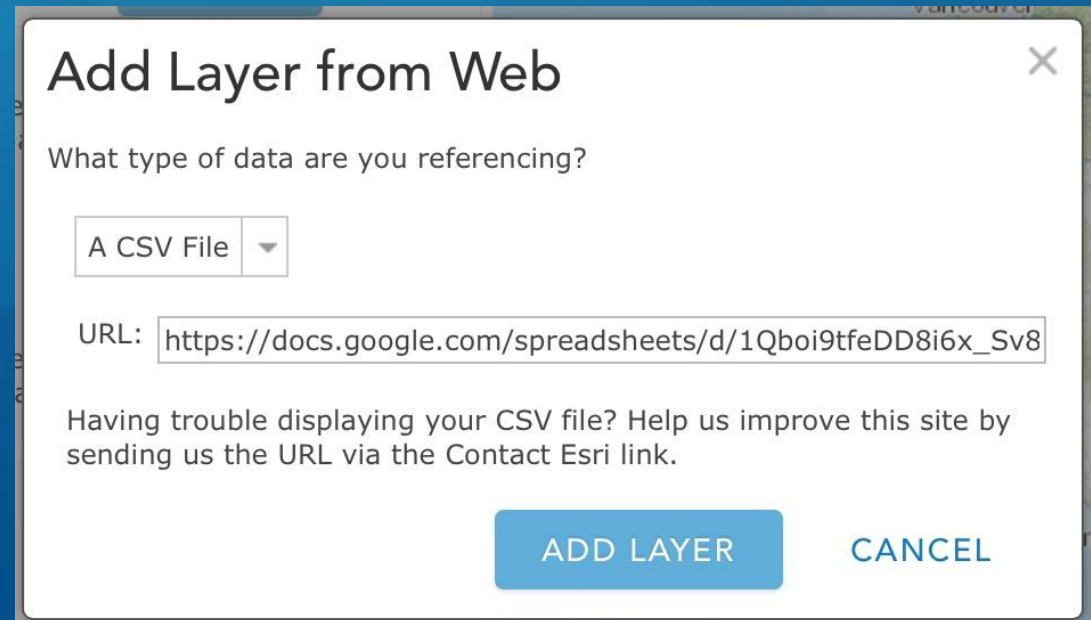 Vancouver
Add Layer from Web
What type of data are you referencing?
A CSV File
URL: https://docs.google.com/spreadsheets/d/1Qboi9tfeDD8i6x_Sv8
Having trouble displaying your CSV file? Help us improve this site by
sending us the URL via the Contact Esri link.
ADD LAYER CANCEL